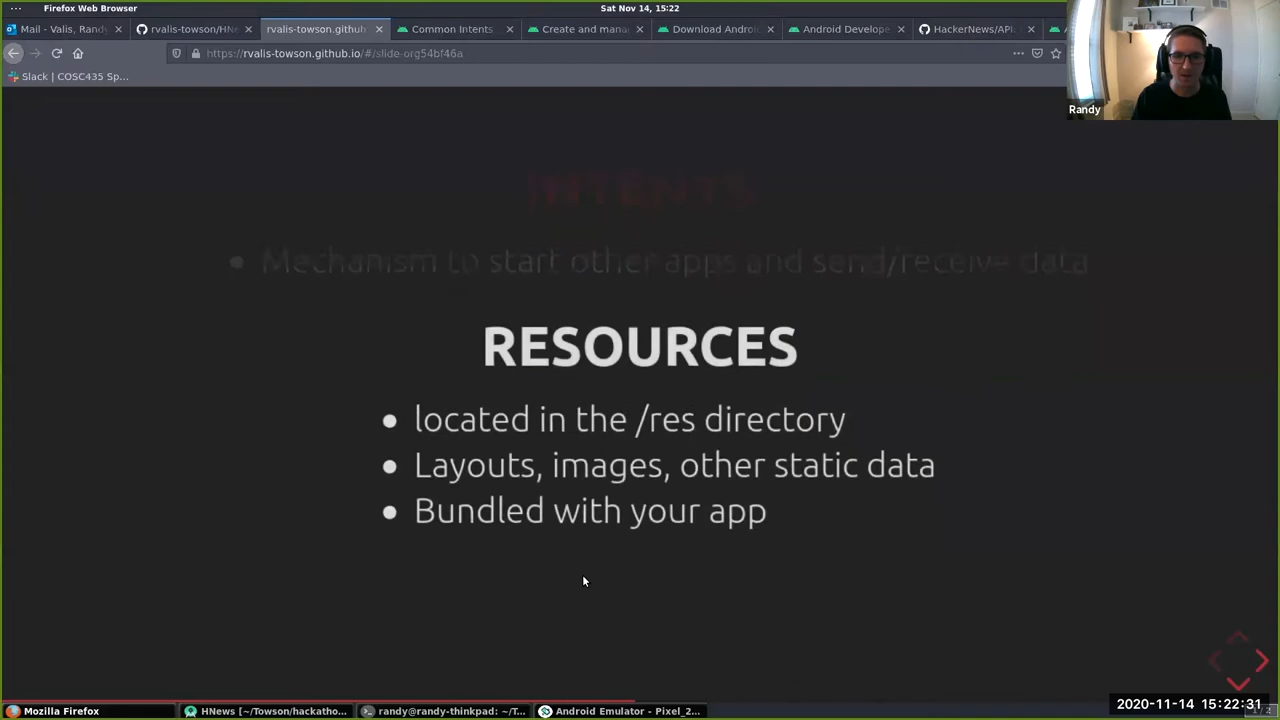 Firefox Web Browser
Sat Nov 14, 15:22
Mail - Valis, Randy
rvalis-towson/HNe
rvalis-towson.github
Common Intents
Create and mana
Download Androi
Android Develope
HackerNews/API:
https://rvalis-towson.github.io/#/slide-org54bf46a
Slack | COSC435 Sp...
Randy
INTENTS
Mechanism to start other apps and send/receive data
RESOURCES
located in the /res directory
Layouts, images, other static data
Bundled with your app
Mozilla Firefox
HNews [~/Towson/hackatho...
randy@randy-thinkpad: ~/T...
Android Emulator - Pixel_2...
2020-11-14 15:22:31